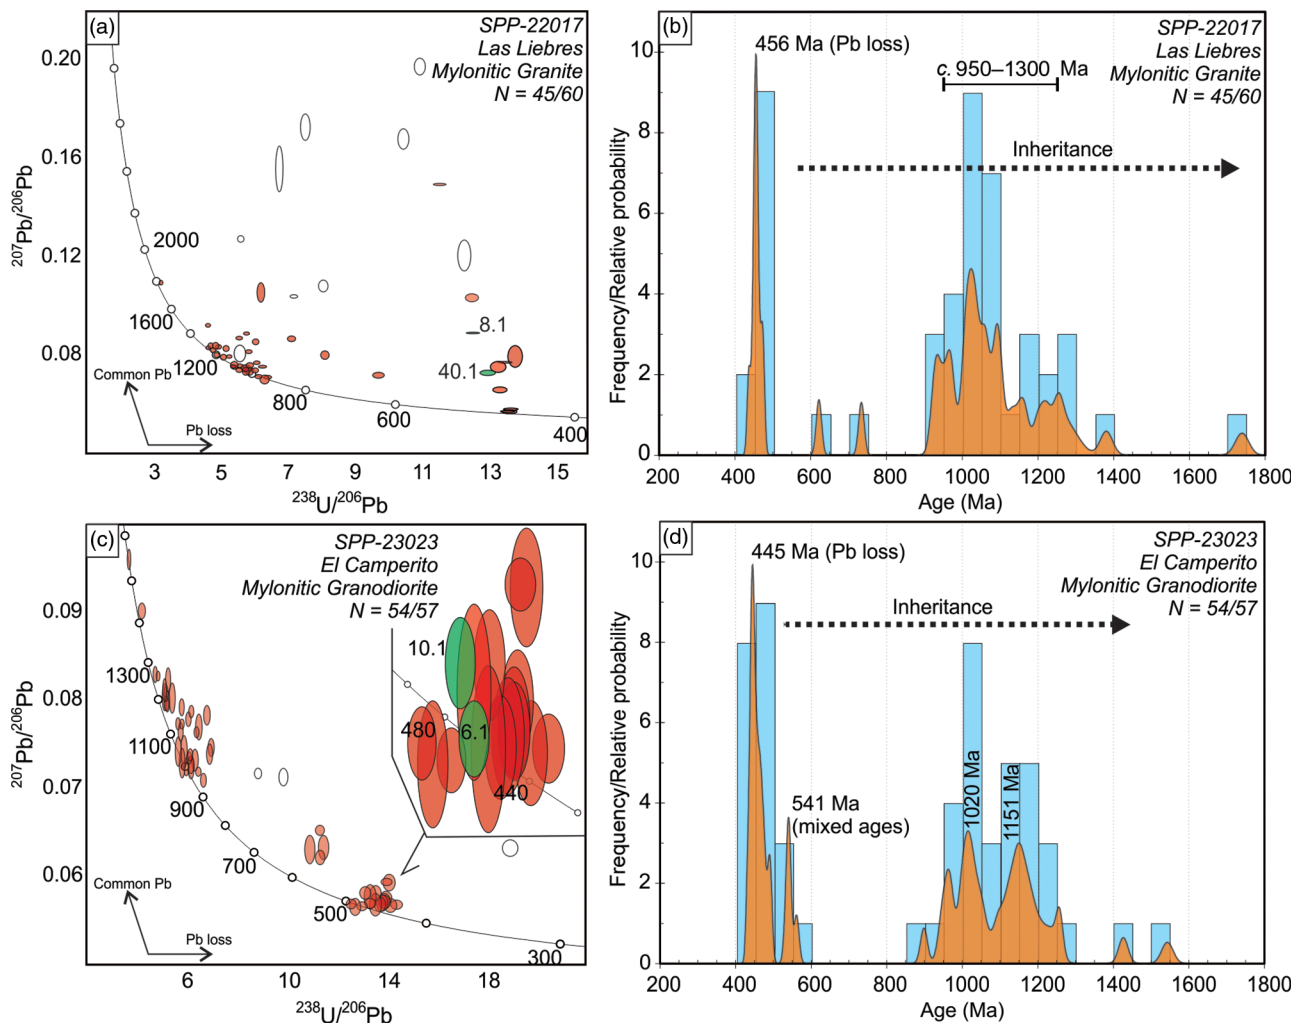 (a)
SPP-22017
Las Liebres
Mylonitic Granite
N = 45/60
0.20
0.16
0.12
0.08
207Pb/206Pb
2000
1600
1200
800
600
400
8.1
40.1
Common Pb
Pb loss
3 5 7 9 11 13 15
238U/206Pb
(b)
SPP-22017
Las Liebres
Mylonitic Granite
N = 45/60
456 Ma (Pb loss)
c. 950–1300 Ma
Inheritance
Frequency/Relative probability
10
8
6
4
2
0
200 400 600 800 1000 1200 1400 1600 1800
Age (Ma)
(c)
SPP-23023
El Camperito
Mylonitic Granodiorite
N = 54/57
0.09
0.08
0.07
0.06
207Pb/206Pb
1300
1100
900
700
500
300
10.1
480
6.1
440
Common Pb
Pb loss
6 10 14 18
238U/206Pb
(d)
SPP-23023
El Camperito
Mylonitic Granodiorite
N = 54/57
445 Ma (Pb loss)
Inheritance
541 Ma
(mixed ages)
1020 Ma
1151 Ma
Frequency/Relative probability
10
8
6
4
2
0
200 400 600 800 1000 1200 1400 1600 1800
Age (Ma)